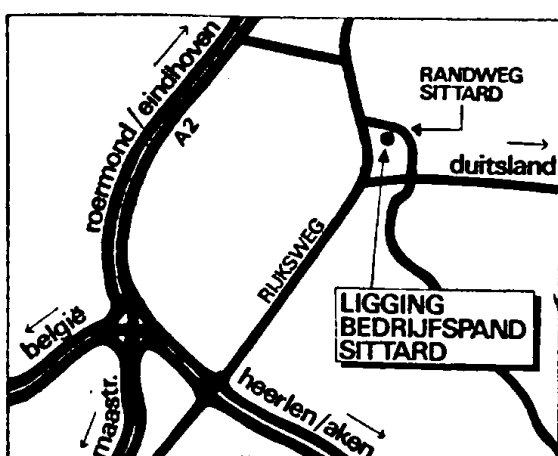 roermond/eindhoven
A2
RANDWEG
SITTARD
duitsland
RIJKSWEG
LIGGING
BEDRIJFSPAND
SITTARD
belgië
maastr.
heerlen/aken